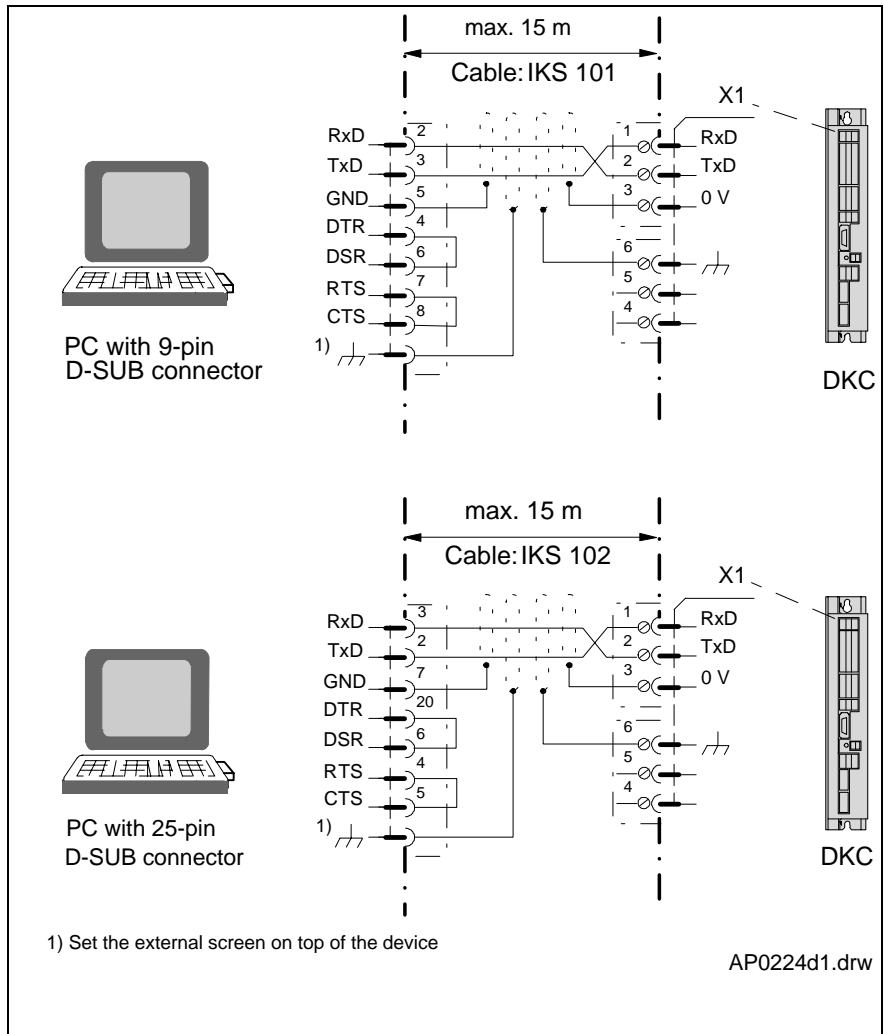 max. 15 m
Cable: IKS 101
X1
RxD 2 1 RxD
TxD 3 2 TxD
GND 5 3 0 V
DTR 4
DSR 6 6
RTS 7 5
CTS 8 4
1)
PC with 9-pin
D-SUB connector
DKC
max. 15 m
Cable: IKS 102
X1
RxD 3 1 RxD
TxD 2 2 TxD
GND 7 3 0 V
DTR 20
DSR 6 6
RTS 4 5
CTS 5 4
1)
PC with 25-pin
D-SUB connector
DKC
1) Set the external screen on top of the device
AP0224d1.drw